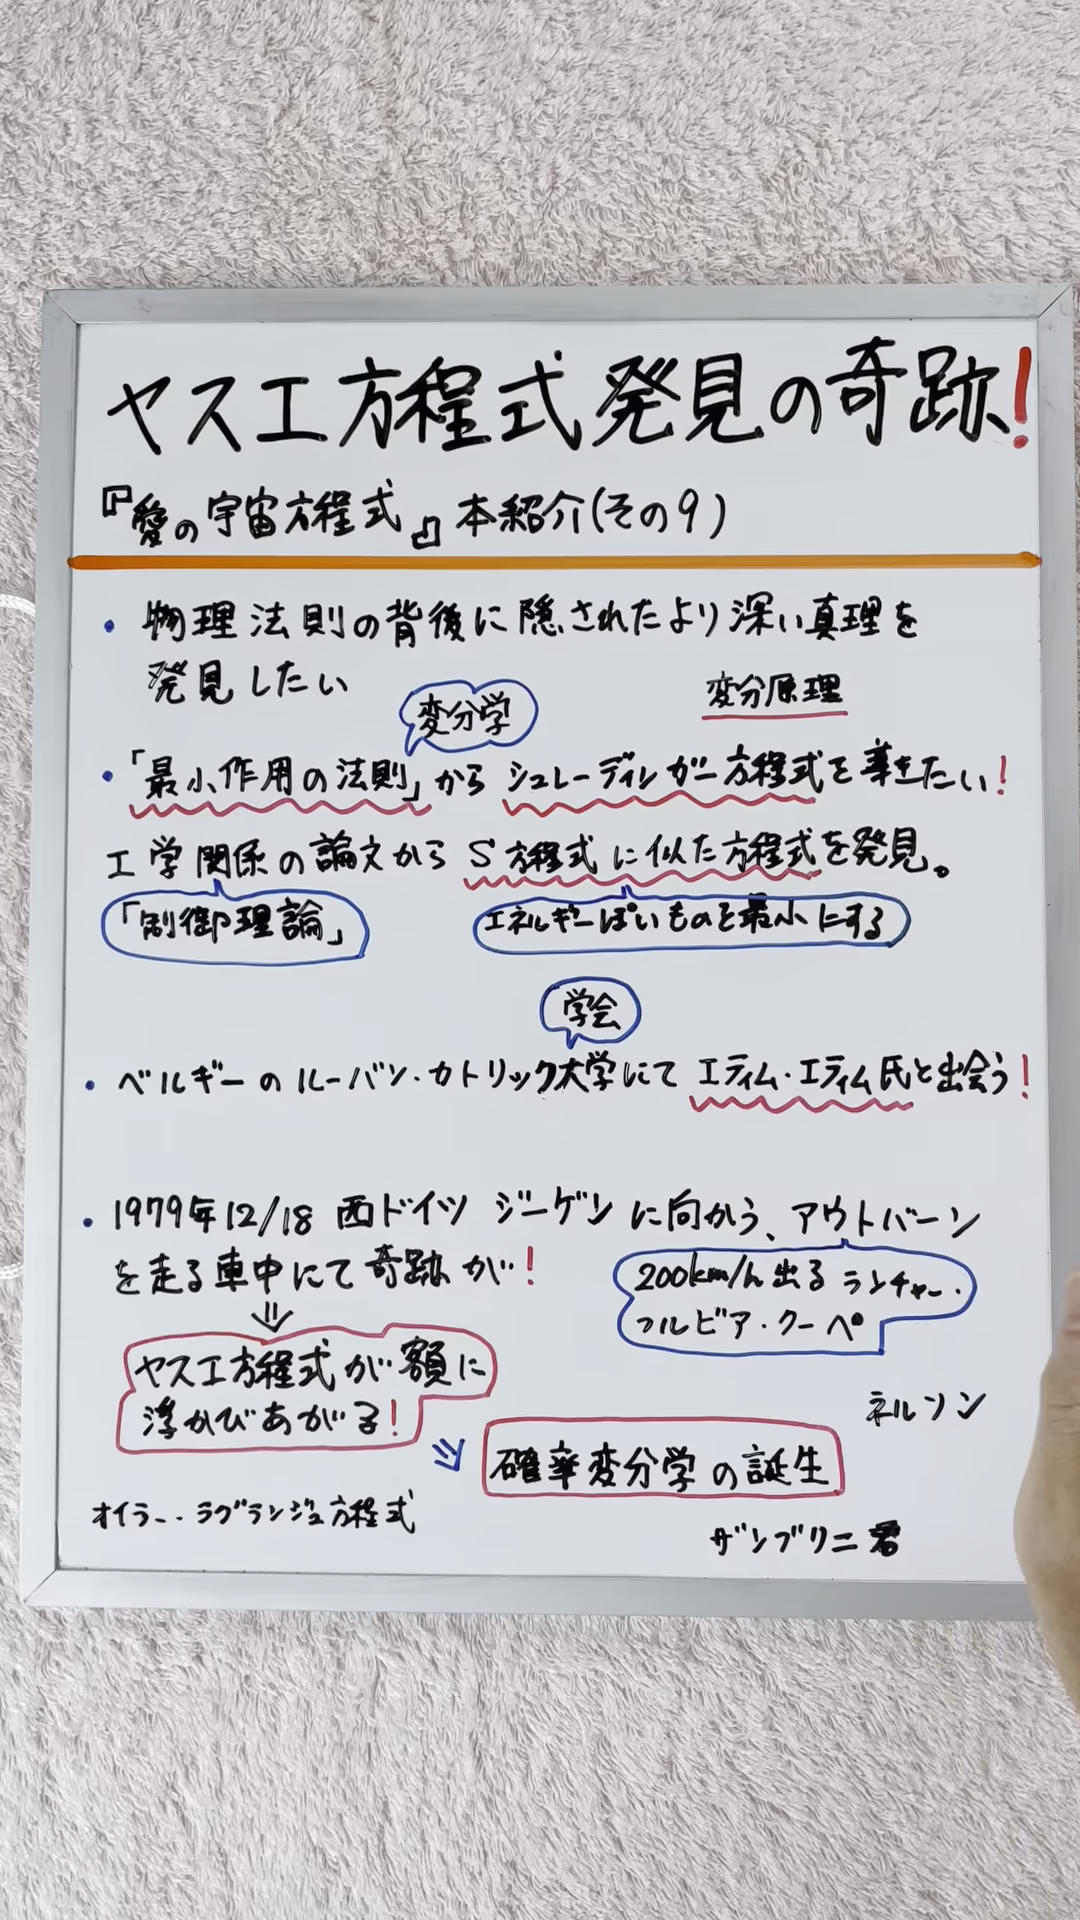 ヤスエ方程式発見の奇跡!
『愛の宇宙方程式』本紹介(その9)
・物理法則の背後に隠されたより深い真理を
発見したい
変分学
変分原理
・「最小作用の法則」からシュレーディンガー方程式を導きたい!
工学関係の論文からS方程式に似た方程式を発見。
「制御理論」
エネルギーぽいものを最小にする
学会
・ベルギーのルーバン・カトリック大学にてエティム・エティム氏と出会う!
・1979年12/18 西ドイツ ジーゲンに向かう、アウトバーン
を走る車中にて奇跡が!
200km/h出るランチャー・
フルビア・クーペ
⇓
ヤスエ方程式が額に
浮かびあがる!
ネルソン
⇒
確率変分学の誕生
オイラー・ラグランジュ方程式
ザンブリニ君